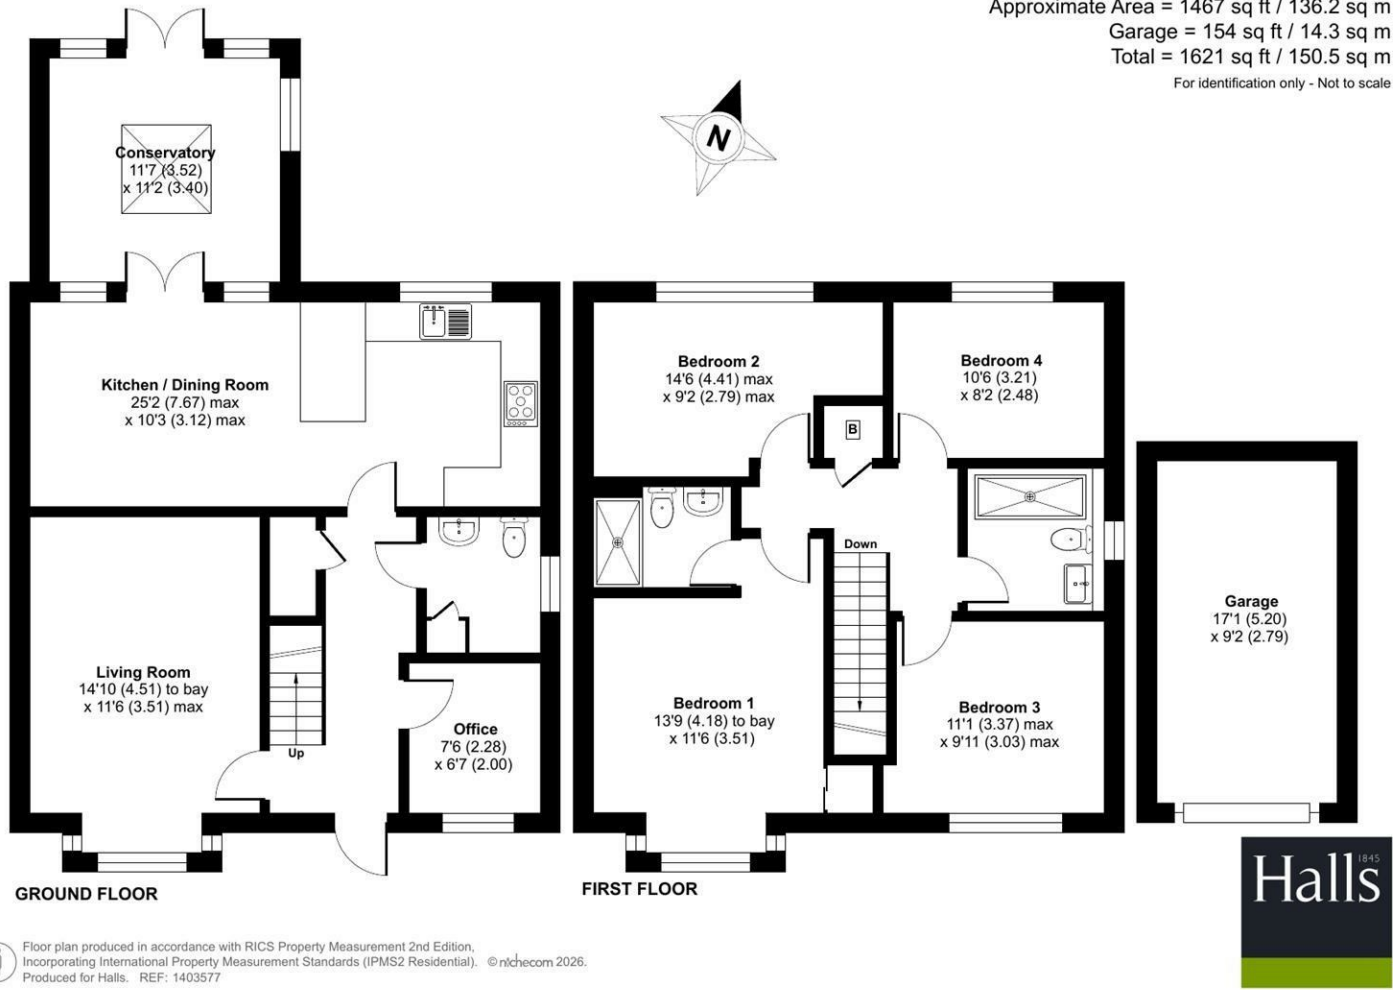 Approximate Area = 1467 sq ft / 136.2 sq m
Garage = 154 sq ft / 14.3 sq m
Total = 1621 sq ft / 150.5 sq m
For identification only - Not to scale
N
Conservatory
11'7 (3.52)
x 11'2 (3.40)
Kitchen / Dining Room
25'2 (7.67) max
x 10'3 (3.12) max
Living Room
14'10 (4.51) to bay
x 11'6 (3.51) max
Up
Office
7'6 (2.28)
x 6'7 (2.00)
GROUND FLOOR
Bedroom 2
14'6 (4.41) max
x 9'2 (2.79) max
Bedroom 4
10'6 (3.21)
x 8'2 (2.48)
B
Down
Bedroom 1
13'9 (4.18) to bay
x 11'6 (3.51)
Bedroom 3
11'1 (3.37) max
x 9'11 (3.03) max
FIRST FLOOR
Garage
17'1 (5.20)
x 9'2 (2.79)
1845
Halls
Floor plan produced in accordance with RICS Property Measurement 2nd Edition,
Incorporating International Property Measurement Standards (IPMS2 Residential). © nichecom 2026.
Produced for Halls. REF: 1403577